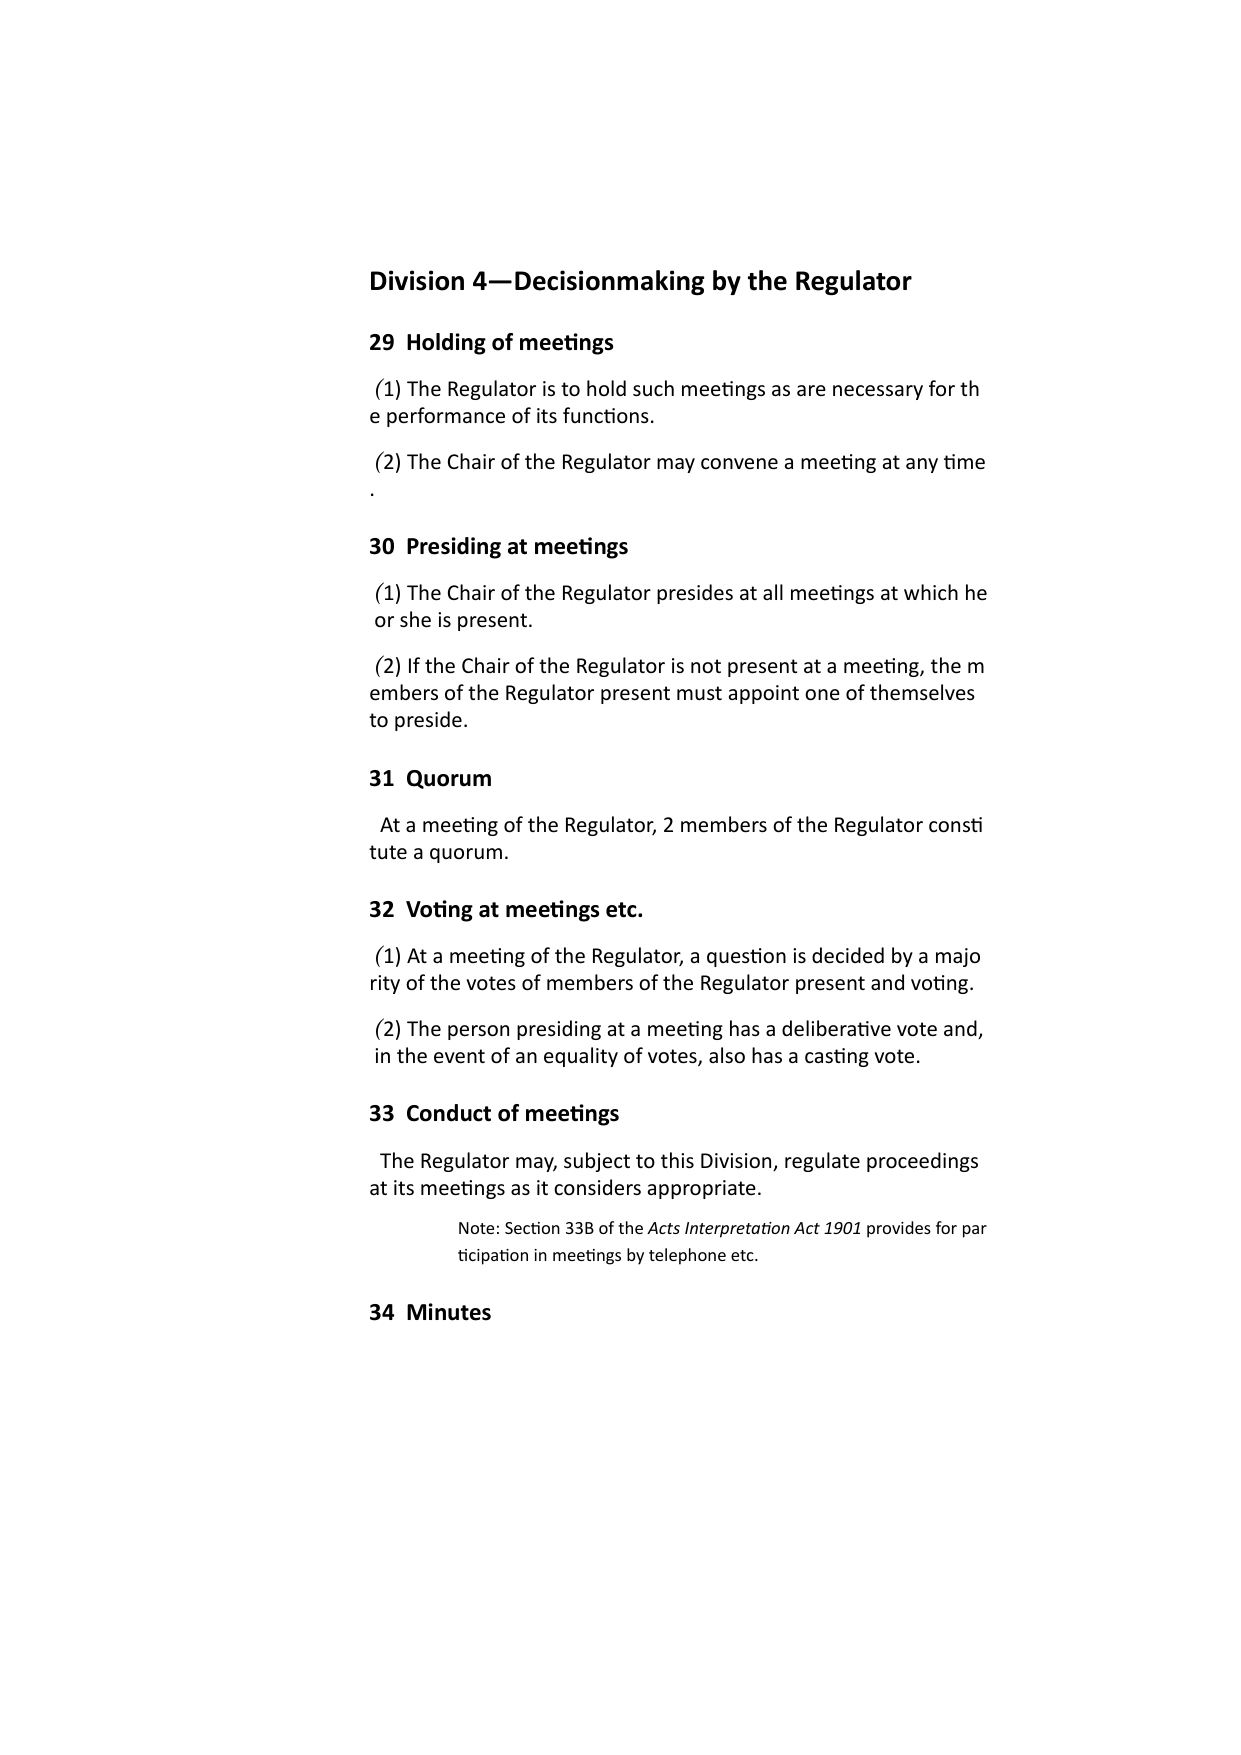 Division 4—Decisionmaking by the Regulator
29  Holding of meetings
(1) The Regulator is to hold such meetings as are necessary for th
e performance of its functions.
(2) The Chair of the Regulator may convene a meeting at any time
.
30  Presiding at meetings
(1) The Chair of the Regulator presides at all meetings at which he
or she is present.
(2) If the Chair of the Regulator is not present at a meeting, the m
embers of the Regulator present must appoint one of themselves
to preside.
31  Quorum
At a meeting of the Regulator, 2 members of the Regulator consti
tute a quorum.
32  Voting at meetings etc.
(1) At a meeting of the Regulator, a question is decided by a majo
rity of the votes of members of the Regulator present and voting.
(2) The person presiding at a meeting has a deliberative vote and,
in the event of an equality of votes, also has a casting vote.
33  Conduct of meetings
The Regulator may, subject to this Division, regulate proceedings
at its meetings as it considers appropriate.
Note: Section 33B of the Acts Interpretation Act 1901 provides for par
ticipation in meetings by telephone etc.
34  Minutes